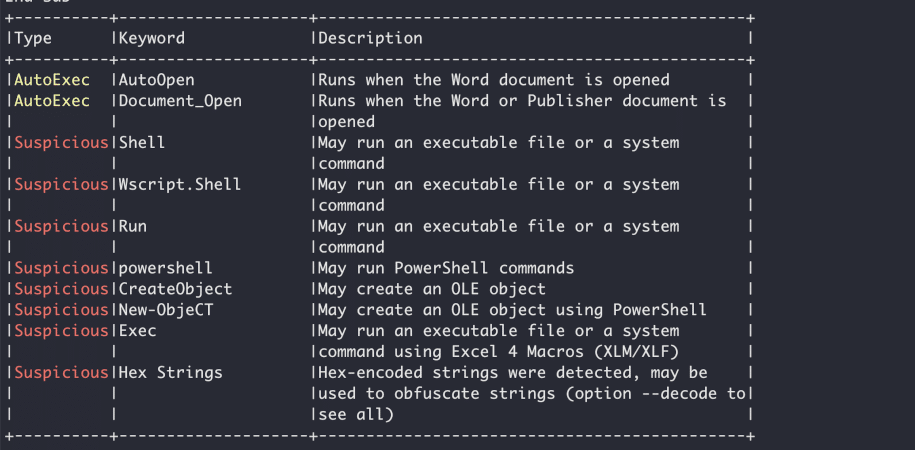 +----------+--------------------+---------------------------------------------+
|Type      |Keyword             |Description                                  |
+----------+--------------------+---------------------------------------------+
|AutoExec  |AutoOpen            |Runs when the Word document is opened        |
|AutoExec  |Document_Open       |Runs when the Word or Publisher document is  |
|          |                    |opened                                       |
|Suspicious|Shell               |May run an executable file or a system       |
|          |                    |command                                      |
|Suspicious|Wscript.Shell       |May run an executable file or a system       |
|          |                    |command                                      |
|Suspicious|Run                 |May run an executable file or a system       |
|          |                    |command                                      |
|Suspicious|powershell          |May run PowerShell commands                  |
|Suspicious|CreateObject        |May create an OLE object                     |
|Suspicious|New-ObjeCT          |May create an OLE object using PowerShell    |
|Suspicious|Exec                |May run an executable file or a system       |
|          |                    |command using Excel 4 Macros (XLM/XLF)       |
|Suspicious|Hex Strings         |Hex-encoded strings were detected, may be    |
|          |                    |used to obfuscate strings (option --decode to|
|          |                    |see all)                                     |
+----------+--------------------+---------------------------------------------+